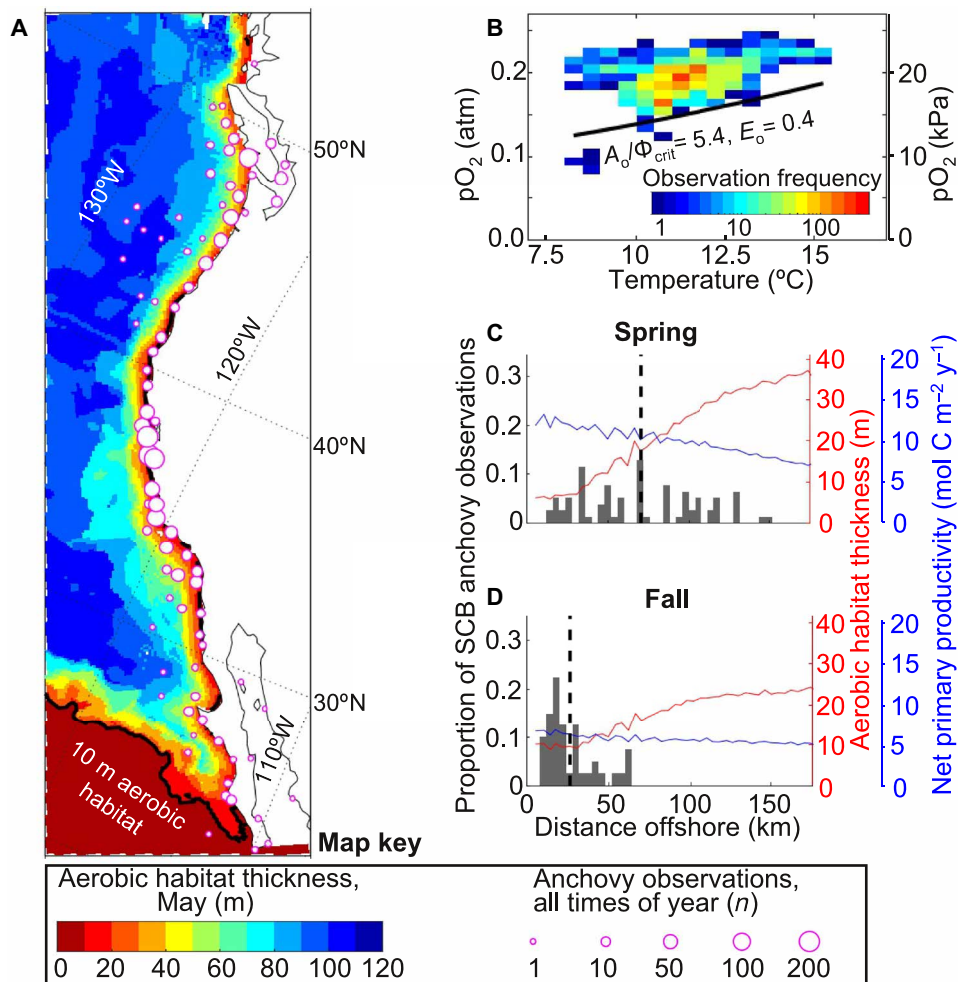 A
130ºW
120ºW
110ºW
50ºN
40ºN
30ºN
10 m aerobic
habitat
Map key
Aerobic habitat thickness,
May (m)
0 20 40 60 80 100 120
Anchovy observations,
all times of year (n)
1 10 50 100 200
B
pO2 (atm)
0.2
0.1
0.0
pO2 (kPa)
20
10
0
Ao/Φcrit = 5.4, Eo = 0.4
Observation frequency
1 10 100
7.5 10 12.5 15
Temperature (ºC)
C
Spring
Proportion of SCB anchovy observations
0.3
0.2
0.1
0
40
30
20
10
0
Aerobic habitat thickness (m)
20
15
10
5
0
Net primary productivity (mol C m−2 y−1)
D
Fall
0.3
0.2
0.1
0
40
30
20
10
0
20
15
10
5
0
0 50 100 150
Distance offshore (km)